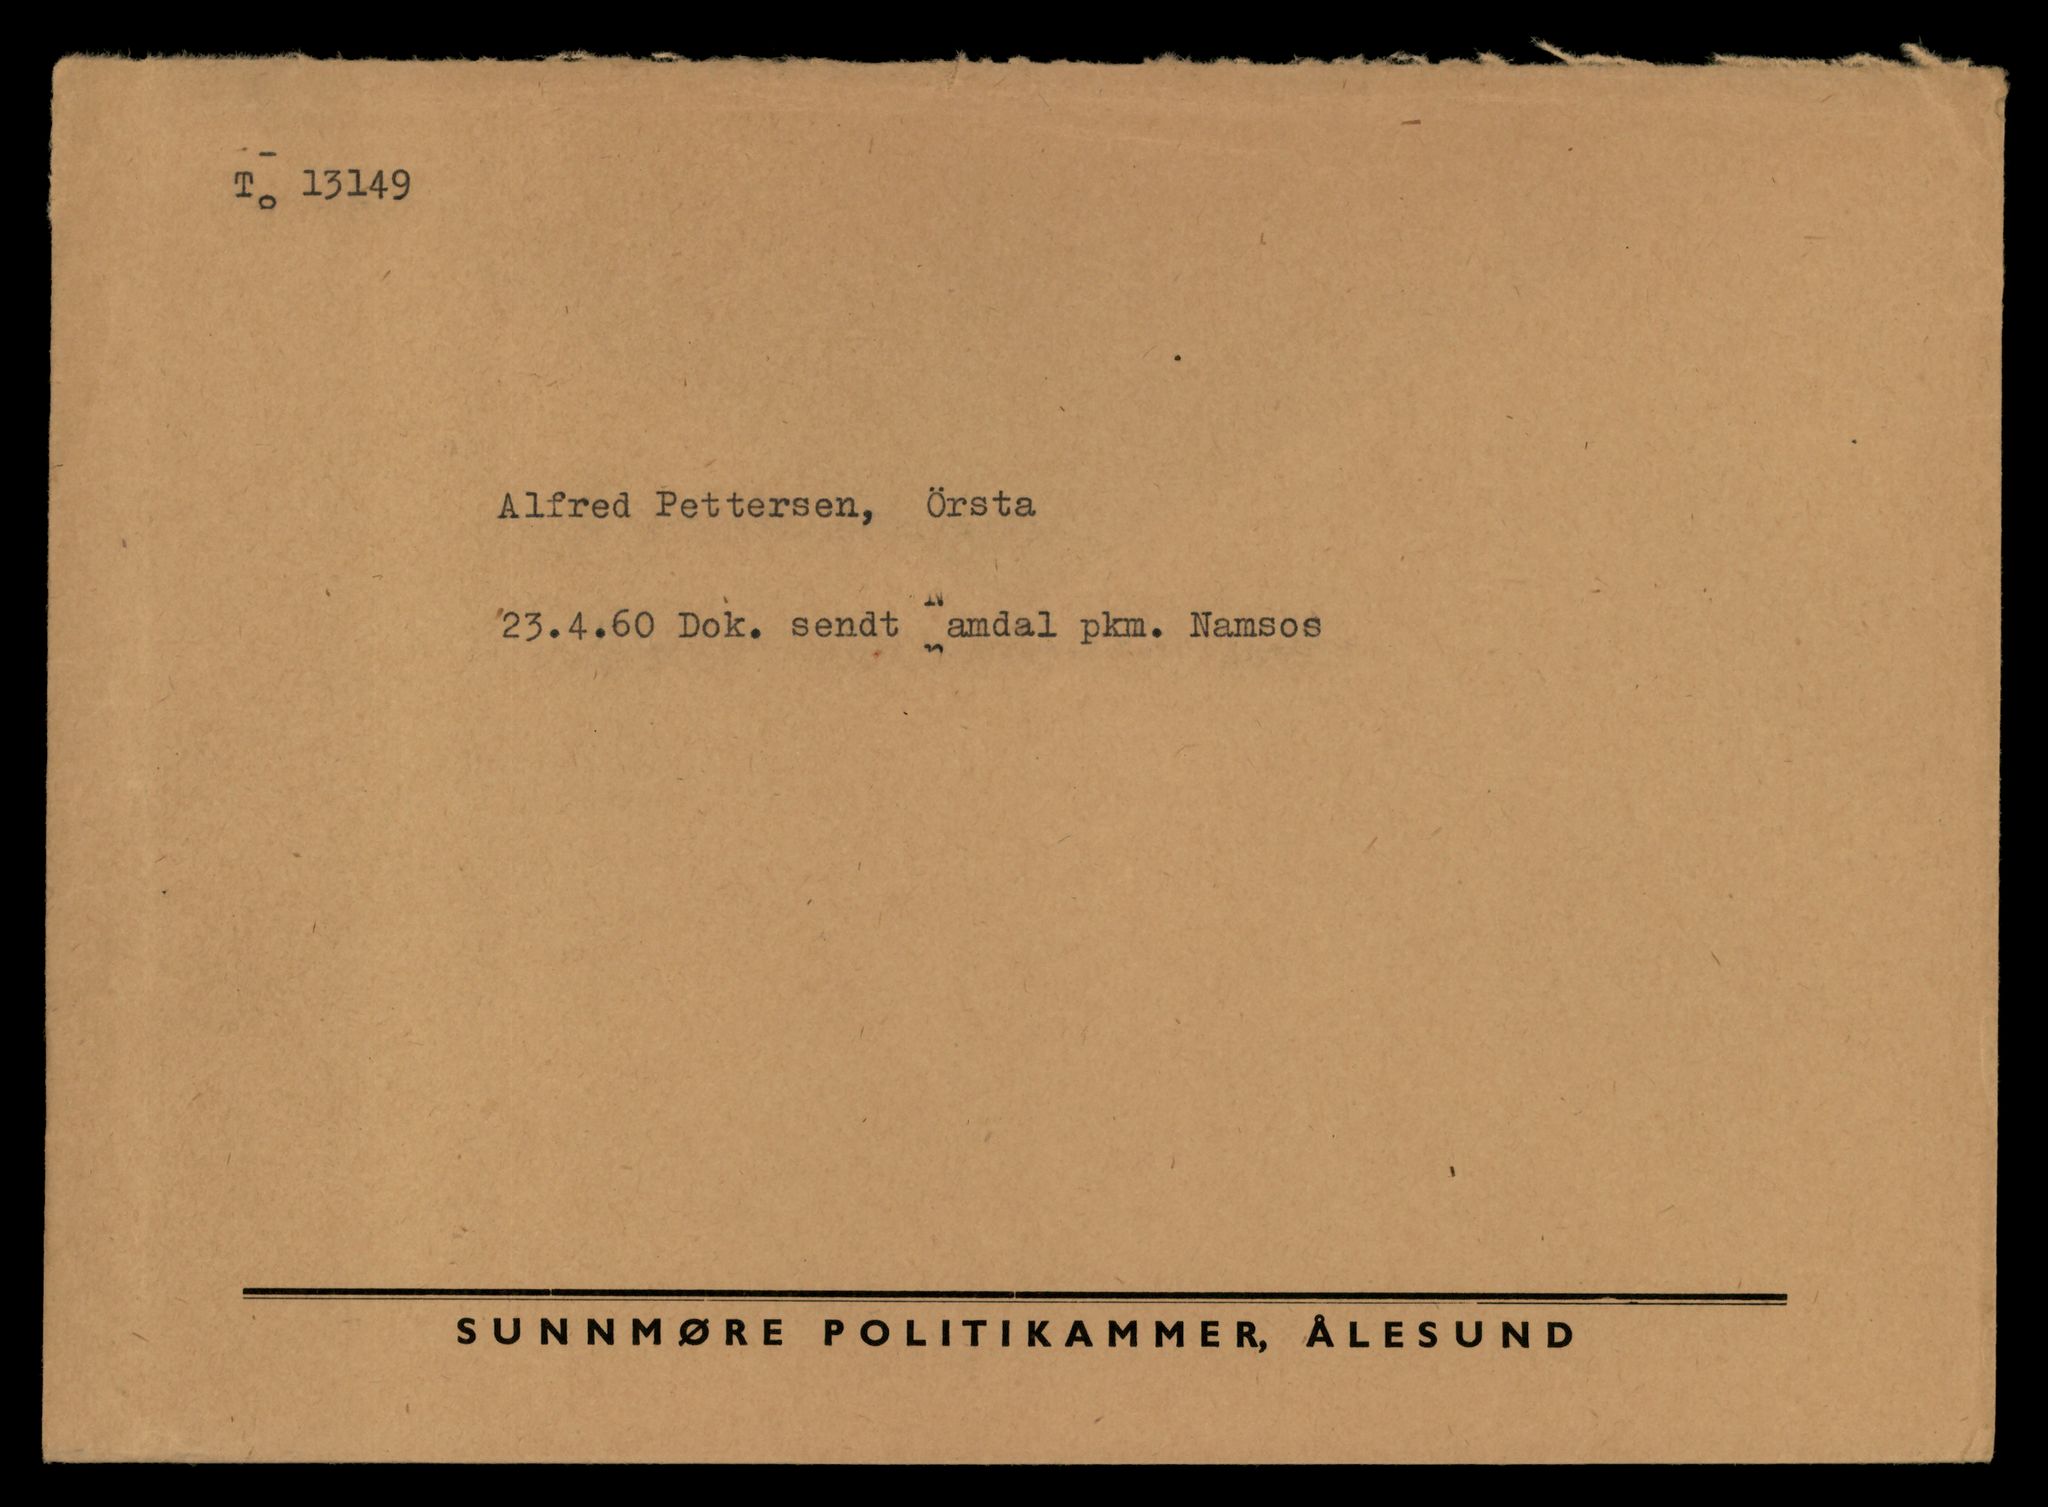 T. 13149
Alfred Pettersen, Örsta
23.4.60 Dok. sendt Namdal pkm. Namsos
SUNNMØRE POLITIKAMMER, ÅLESUND